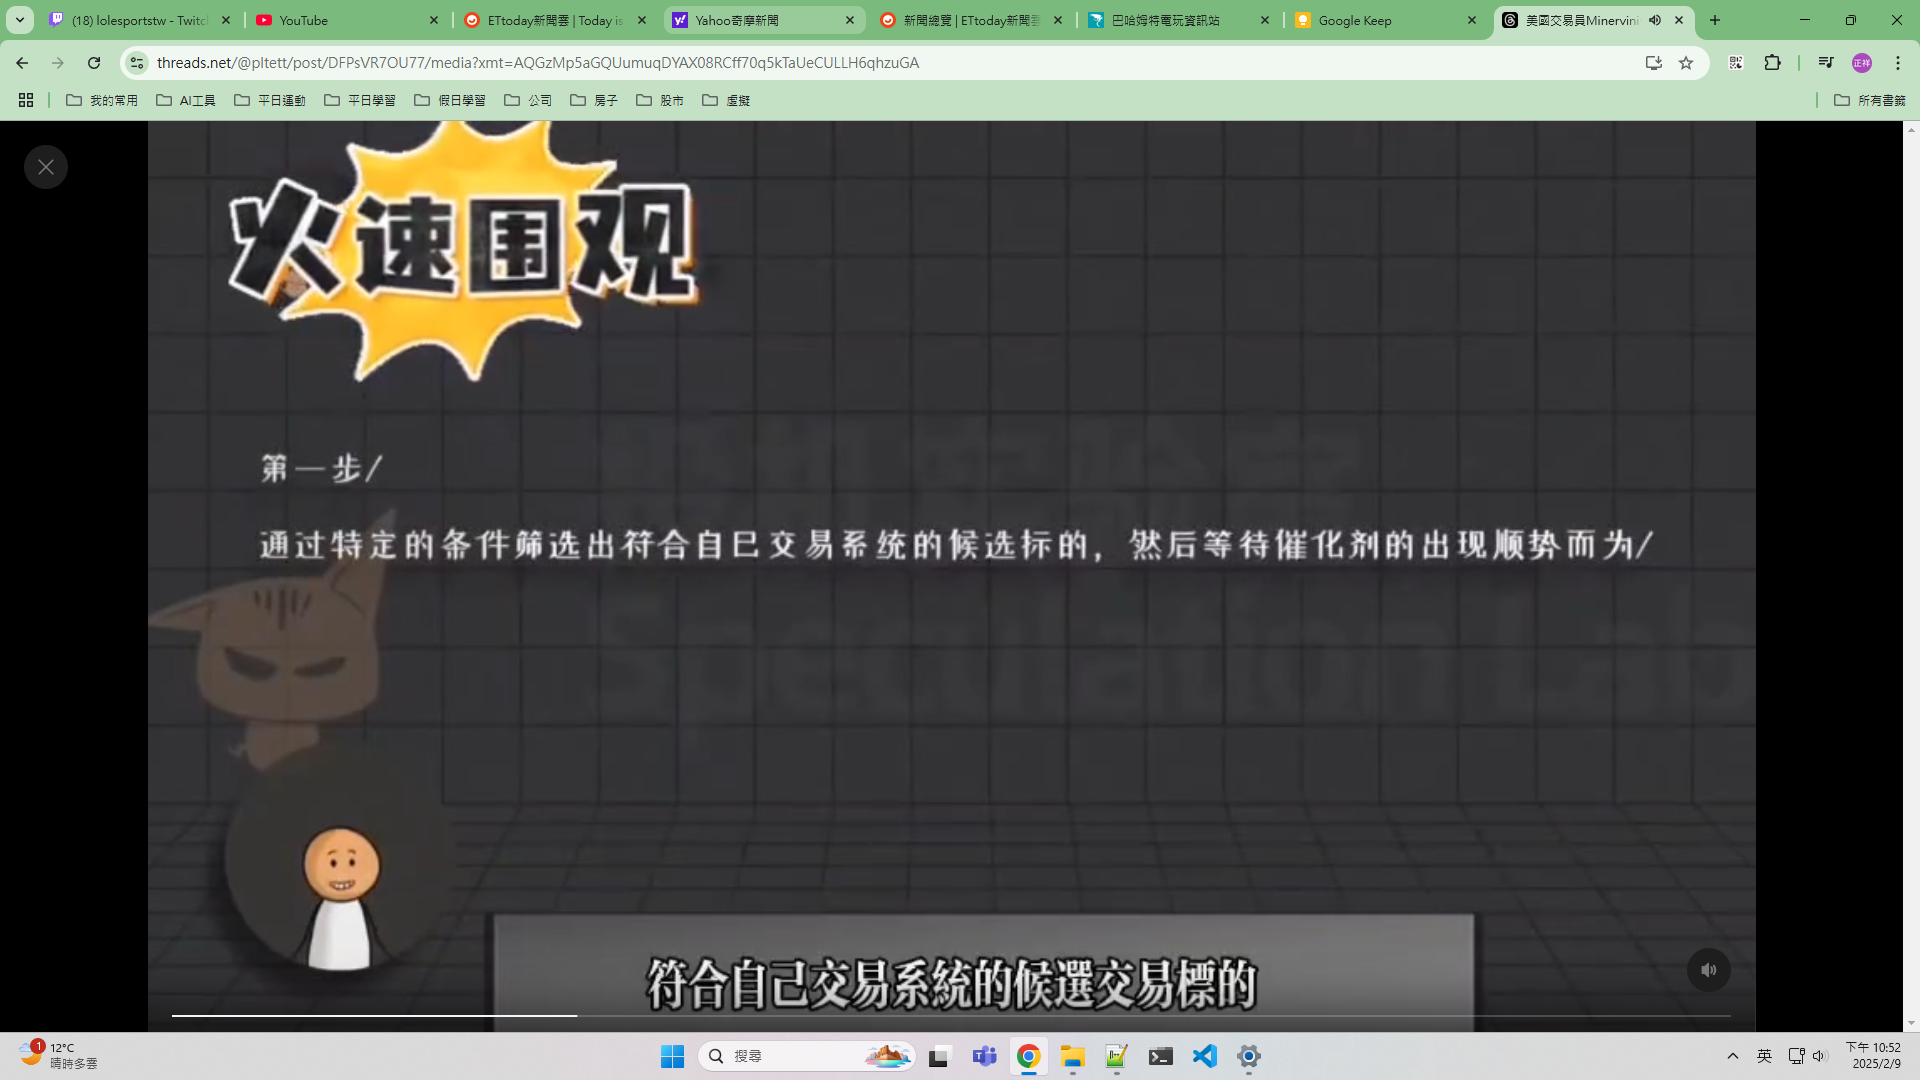 (18) lolesportstw - Twitch
YouTube
ETtoday新聞雲 | Today is
Yahoo奇摩新聞
新聞總覽 | ETtoday新聞雲
巴哈姆特電玩資訊站
Google Keep
美國交易員Minervini
threads.net/@pltett/post/DFPsVR7OU77/media?xmt=AQGzMp5aGQUumuqDYAX08RCff70q5kTaUeCULLH6qhzuGA
正祥
我的常用
AI工具
平日運動
平日學習
假日學習
公司
房子
股市
虛擬
所有書籤
火速围观
第一步/
通过特定的条件筛选出符合自己交易系统的候选标的，然后等待催化剂的出现顺势而为/
Speculation Lab
符合自己交易系統的候選交易標的
1
12°C
晴時多雲
搜尋
英
下午 10:52
2025/2/9